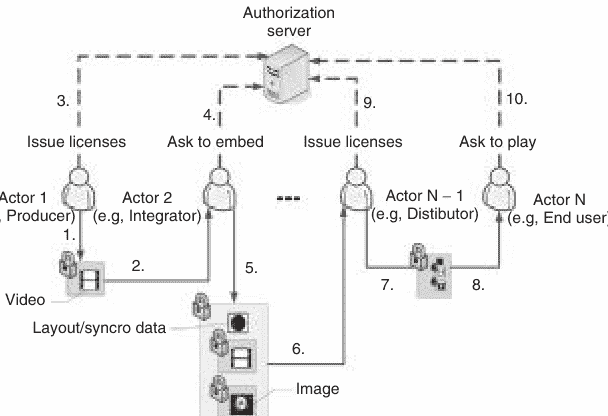 Authorization
server
3.
4.
9.
10.
Issue licenses
Ask to embed
Issue licenses
Ask to play
Actor 1
, Producer)
Actor 2
(e.g, Integrator)
Actor N – 1
(e.g, Distibutor)
Actor N
(e.g, End user)
1.
2.
5.
7.
8.
Video
Layout/syncro data
6.
Image